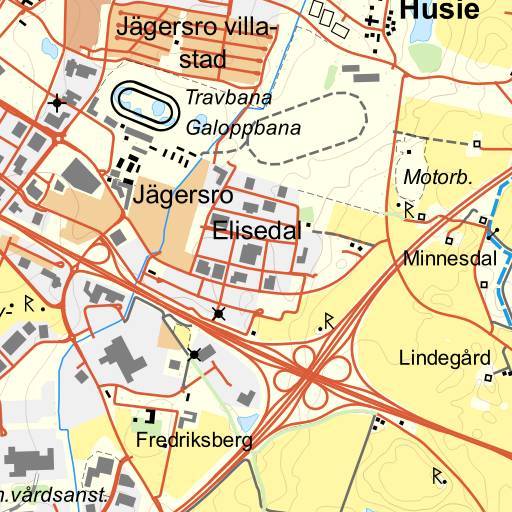 Husie
Jägersro villa-
stad
Travbana
Galoppbana
Motorb.
Jägersro
Elisedal
Minnesdal
Lindegård
Fredriksberg
n.vårdsanst.
R
R
R
R